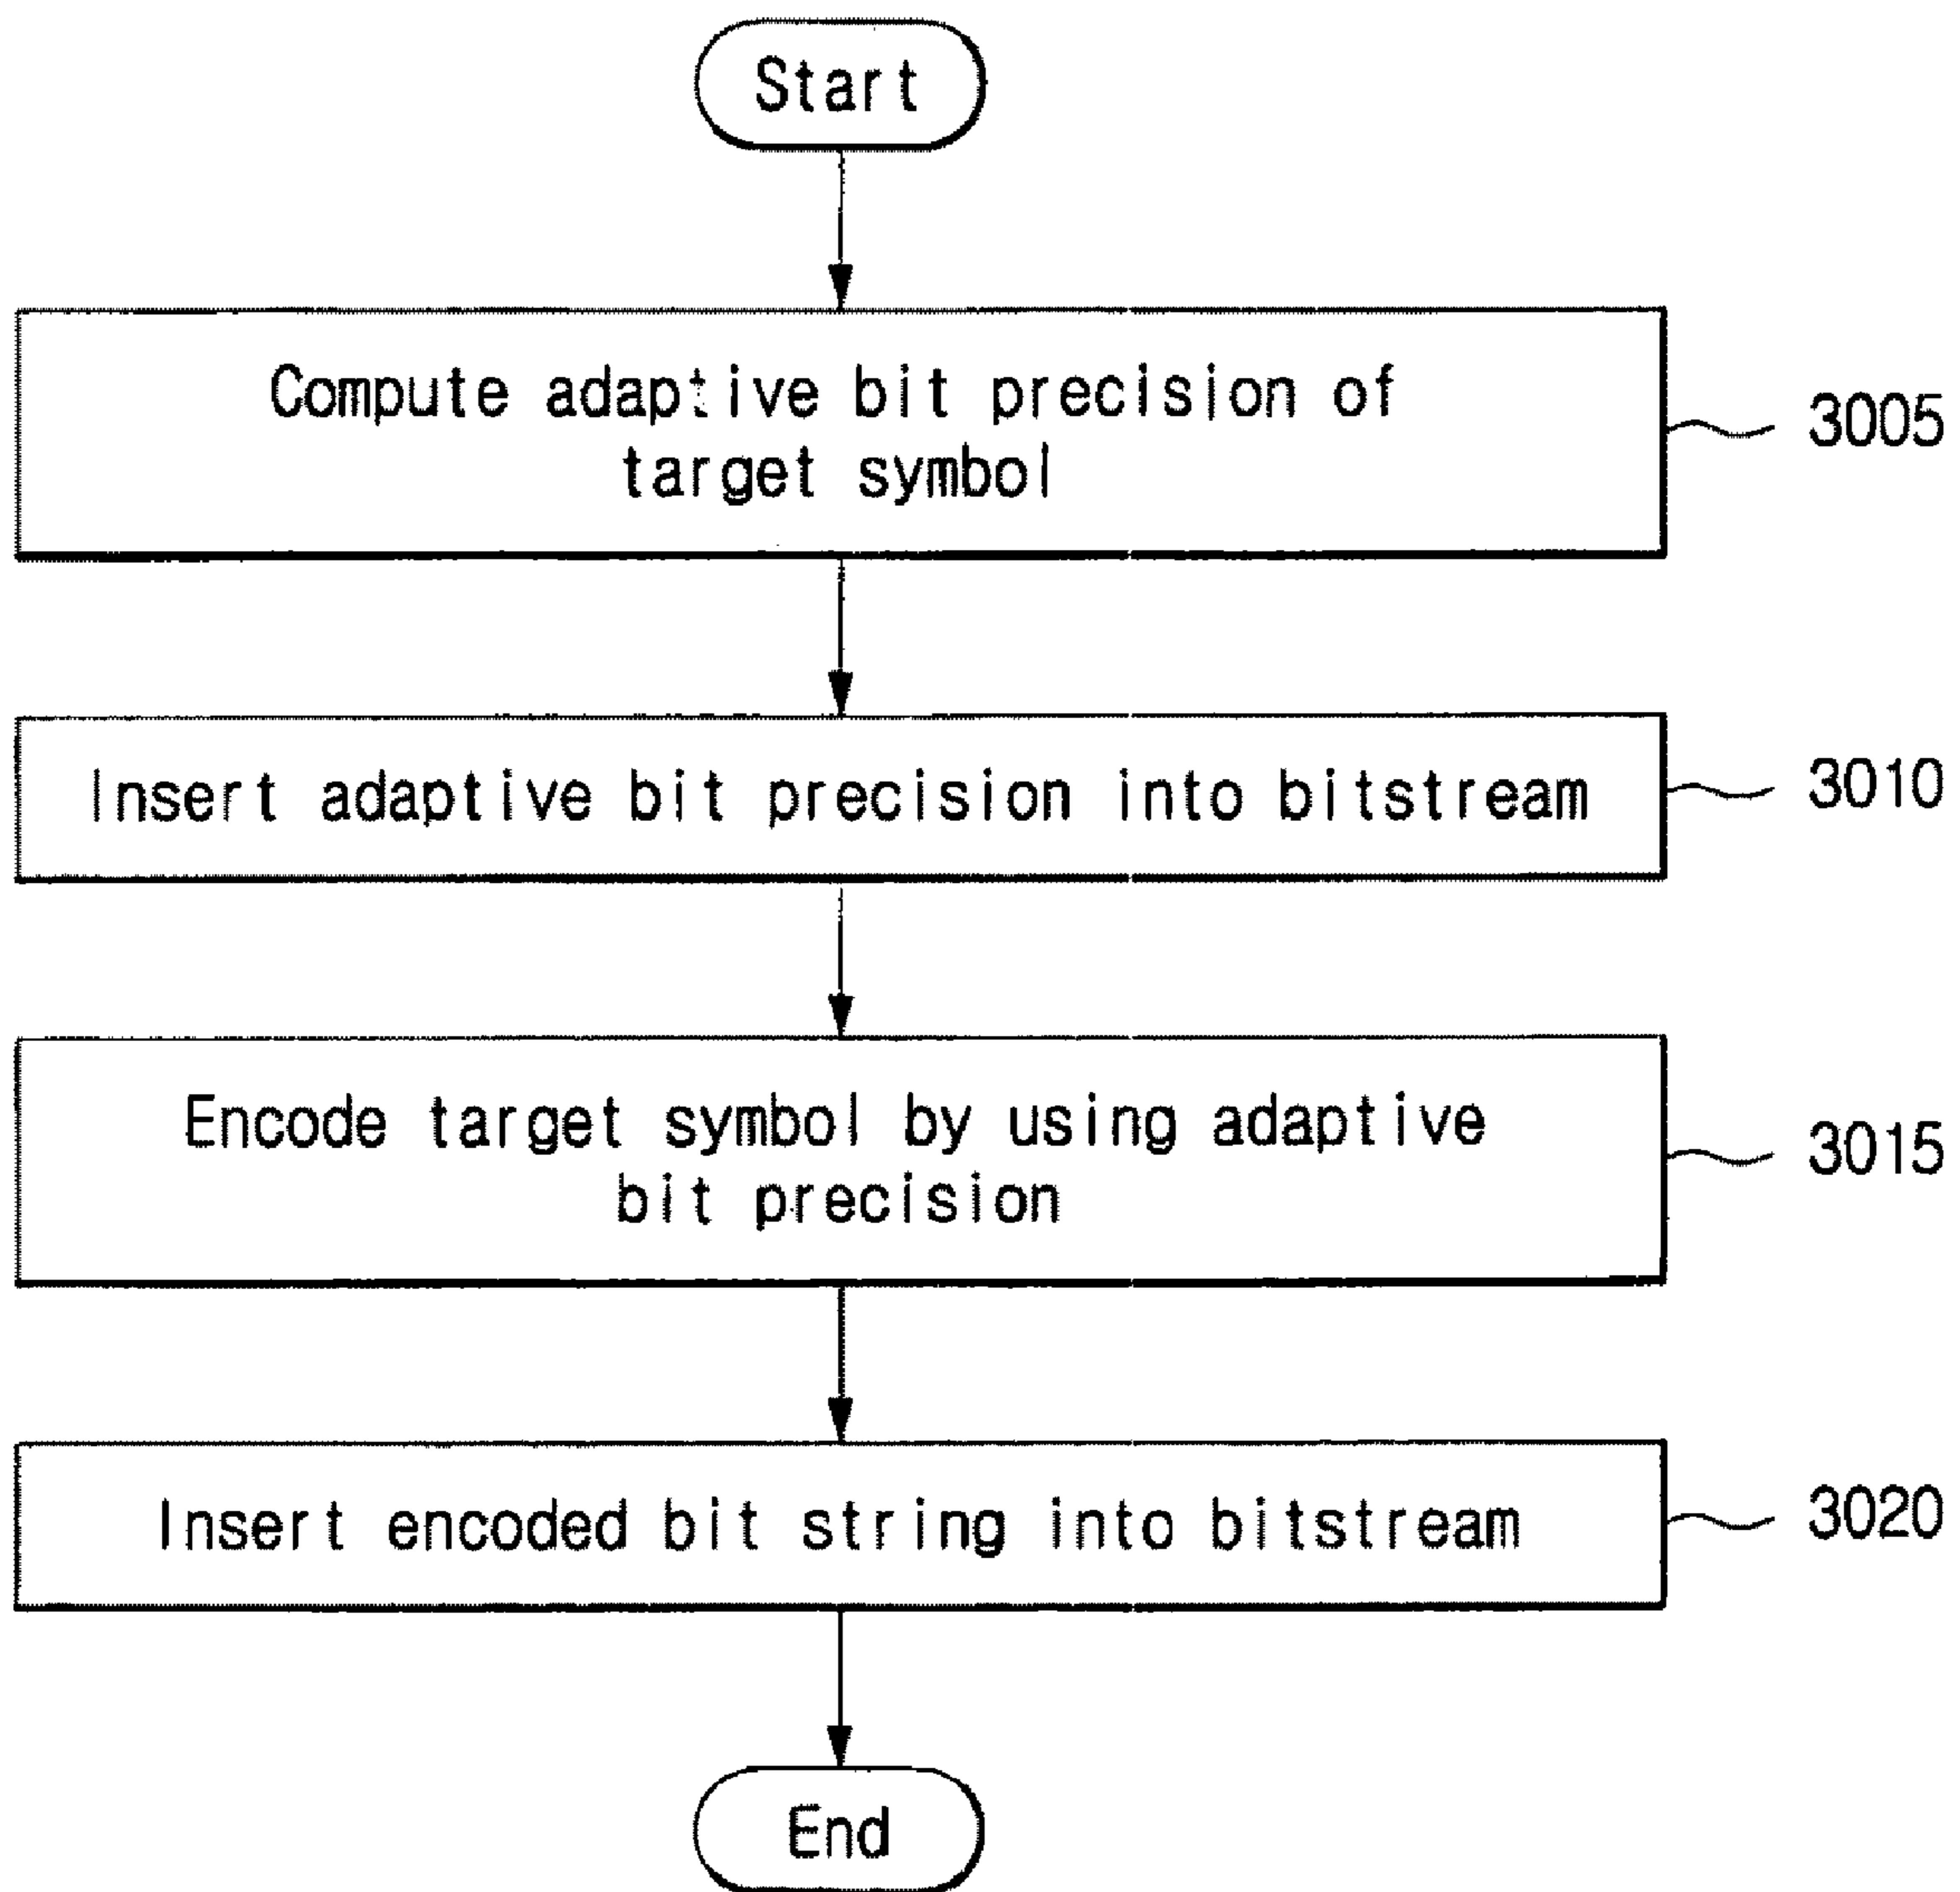 Start
Compute adaptive bit precision of
target symbol
3005
Insert adaptive bit precision into bitstream
3010
Encode target symbol by using adaptive
bit precision
3015
Insert encoded bit string into bitstream
3020
End